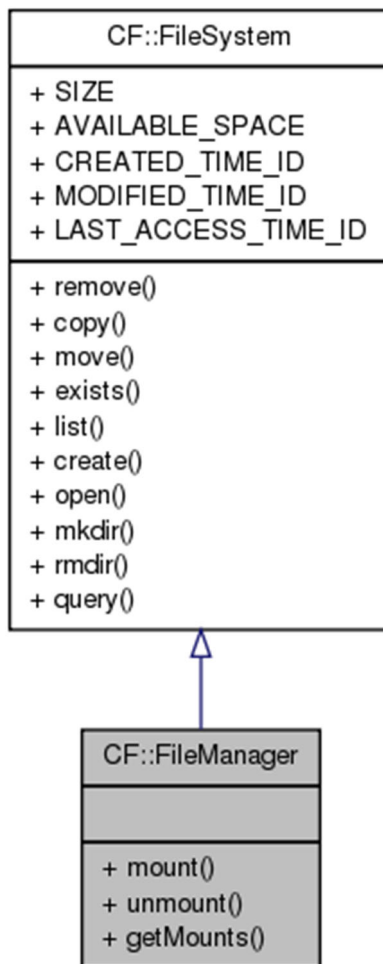 CF::FileSystem
+ SIZE
+ AVAILABLE_SPACE
+ CREATED_TIME_ID
+ MODIFIED_TIME_ID
+ LAST_ACCESS_TIME_ID
+ remove()
+ copy()
+ move()
+ exists()
+ list()
+ create()
+ open()
+ mkdir()
+ rmdir()
+ query()
CF::FileManager
+ mount()
+ unmount()
+ getMounts()